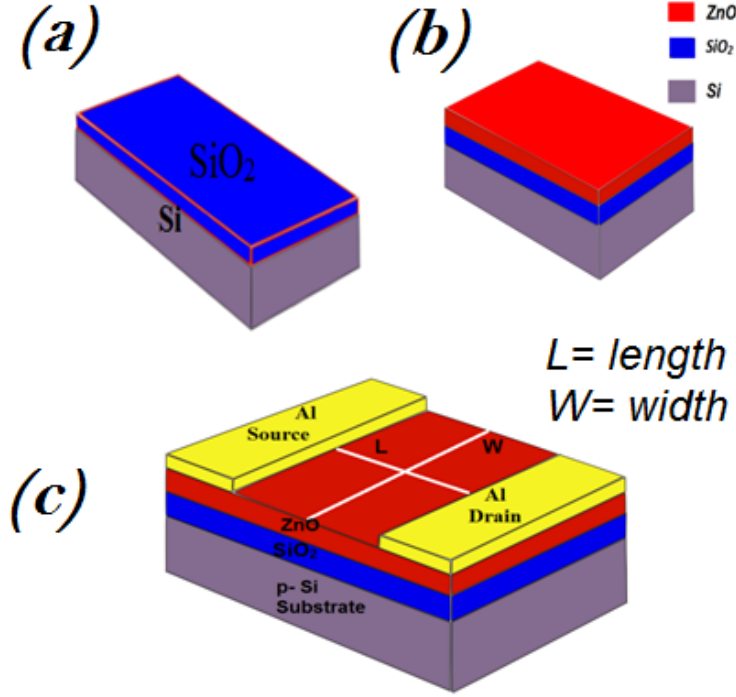 (a)
(b)
ZnO
SiO₂
Si
SiO₂
Si
L= length
W= width
(c)
Al
Source
L
W
Al
Drain
ZnO
SiO₂
p- Si
Substrate